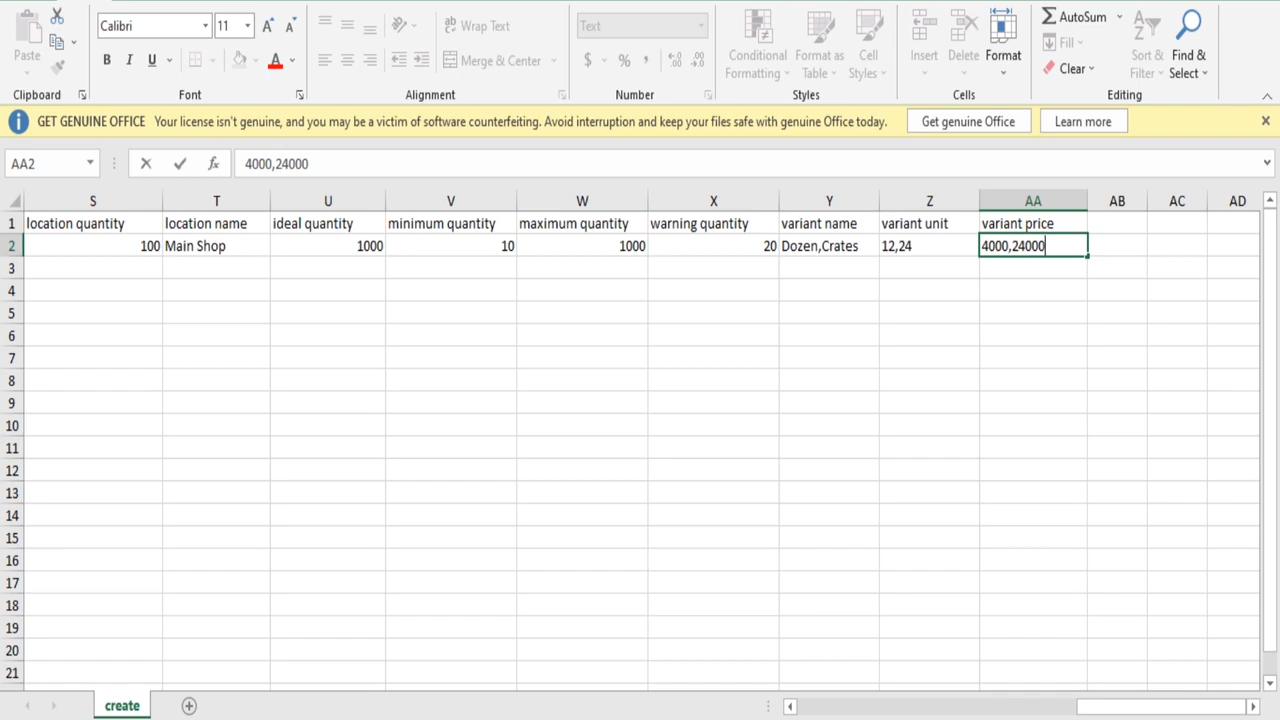 Calibri 11 A A Wrap Text Text AutoSum
Paste B I U A Merge & Center $ % , Conditional Formatting Format as Table Cell Styles Insert Delete Format Fill Clear Sort & Filter Find & Select
Clipboard Font Alignment Number Styles Cells Editing
GET GENUINE OFFICE Your license isn't genuine, and you may be a victim of software counterfeiting. Avoid interruption and keep your files safe with genuine Office today. Get genuine Office Learn more
AA2 fx 4000,24000
S T U V W X Y Z AA AB AC AD
1 location quantity location name ideal quantity minimum quantity maximum quantity warning quantity variant name variant unit variant price
2 100 Main Shop 1000 10 1000 20 Dozen,Crates 12,24 4000,24000
3
4
5
6
7
8
9
10
11
12
13
14
15
16
17
18
19
20
21
create